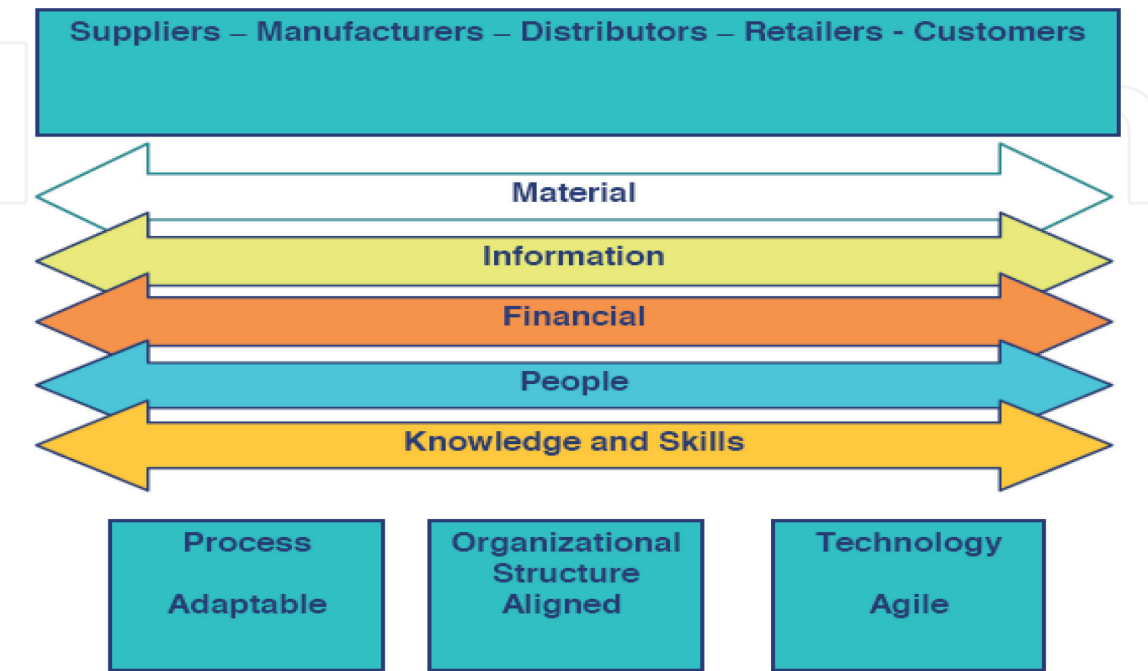 Suppliers – Manufacturers – Distributors – Retailers - Customers
Material
Information
Financial
People
Knowledge and Skills
Process
Adaptable
Organizational
Structure
Aligned
Technology
Agile